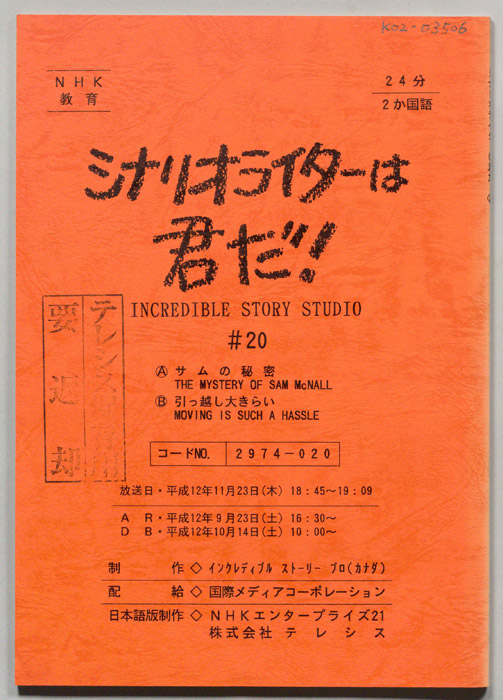 K02-03506
NHK
教育
24分
2か国語
シナリオライターは
君だ!
INCREDIBLE STORY STUDIO
#20
Ⓐ サムの秘密
THE MYSTERY OF SAM McNALL
Ⓑ 引っ越し大きらい
MOVING IS SUCH A HASSLE
要返却
テレシス
コードNO. 2974-020
放送日・平成12年11月23日(木) 18:45～19:09
AR・平成12年9月23日(土) 16:30～
DB・平成12年10月14日(土) 10:00～
制作◇インクレディブル ストーリー プロ(カナダ)
配給◇国際メディアコーポレーション
日本語版制作◇NHKエンタープライズ21
株式会社テレシス